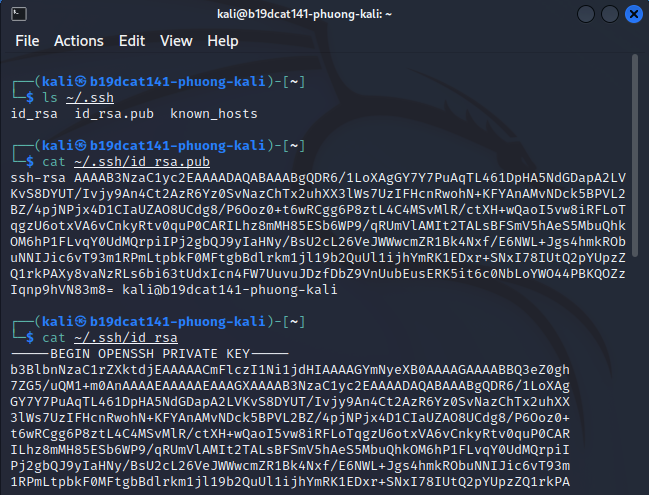 kali@b19cat141-phuong-kali: ~
File Actions Edit View Help
┌──(kali㉿b19dcat141-phuong-kali)-[~]
└─$ ls ~/.ssh
id_rsa id_rsa.pub known_hosts
┌──(kali㉿b19dcat141-phuong-kali)-[~]
└─$ cat ~/.ssh/id_rsa.pub
ssh-rsa AAAAB3NzaC1yc2EAAAADAQABAAABgQDR6/1LoXAgGY7Y7PuAqTL461DpHA5NdGDapA2LV
KvS8DYUT/Ivjy9An4Ct2AzR6Yz0SvNazChTx2uhXX3lWs7UzIFHcnRwohN+KFYAnAMvNDck5BPVL2
BZ/4pjNPjx4D1CIaUZAO8UCdg8/P6Ooz0+t6wRCgg6P8ztL4C4MSvMlR/ctXH+wQaoI5vw8iRFLoT
qgzU6otxVA6vCnkyRtv0quP0CARILhz8mMH85ESb6WP9/qRUmVlAMIt2TALsBFSmV5hAeS5MbuQhk
OM6hP1FLvqY0UdMQrpiIPj2gbQJ9yIaHNy/BsU2cL26VeJWWwcmZR1Bk4Nxf/E6NWL+Jgs4hmkROb
uNNIJic6vT93m1RPmLtpbkF0MFtgbBdlrkm1jl19b2QuUl1ijhYmRK1EDxr+SNxI78IUtQ2pYUpzZ
Q1rkPAXy8vaNzRLs6bi63tUdxIcn4FW7UuvuJDzfDbZ9VnUubEusERK5it6c0NbLoYWO44PBKQOZz
Iqnp9hVN83m8= kali@b19dcat141-phuong-kali
┌──(kali㉿b19dcat141-phuong-kali)-[~]
└─$ cat ~/.ssh/id_rsa
-----BEGIN OPENSSH PRIVATE KEY-----
b3BlbnNzaC1rZXktdjEAAAAACmFlczI1Ni1jdHIAAAAGYmNyeXB0AAAAGAAAABBQ3eZ0gh
7ZG5/uQM1+m0AnAAAAEAAAAAEAAAGXAAAAB3NzaC1yc2EAAAADAQABAAABgQDR6/1LoXAg
GY7Y7PuAqTL461DpHA5NdGDapA2LVKvS8DYUT/Ivjy9An4Ct2AzR6Yz0SvNazChTx2uhXX
3lWs7UzIFHcnRwohN+KFYAnAMvNDck5BPVL2BZ/4pjNPjx4D1CIaUZAO8UCdg8/P6Ooz0+
t6wRCgg6P8ztL4C4MSvMlR/ctXH+wQaoI5vw8iRFLoTqgzU6otxVA6vCnkyRtv0quP0CAR
ILhz8mMH85ESb6WP9/qRUmVlAMIt2TALsBFSmV5hAeS5MbuQhkOM6hP1FLvqY0UdMQrpiI
Pj2gbQJ9yIaHNy/BsU2cL26VeJWWwcmZR1Bk4Nxf/E6NWL+Jgs4hmkRObuNNIJic6vT93m
1RPmLtpbkF0MFtgbBdlrkm1jl19b2QuUl1ijhYmRK1EDxr+SNxI78IUtQ2pYUpzZQ1rkPA